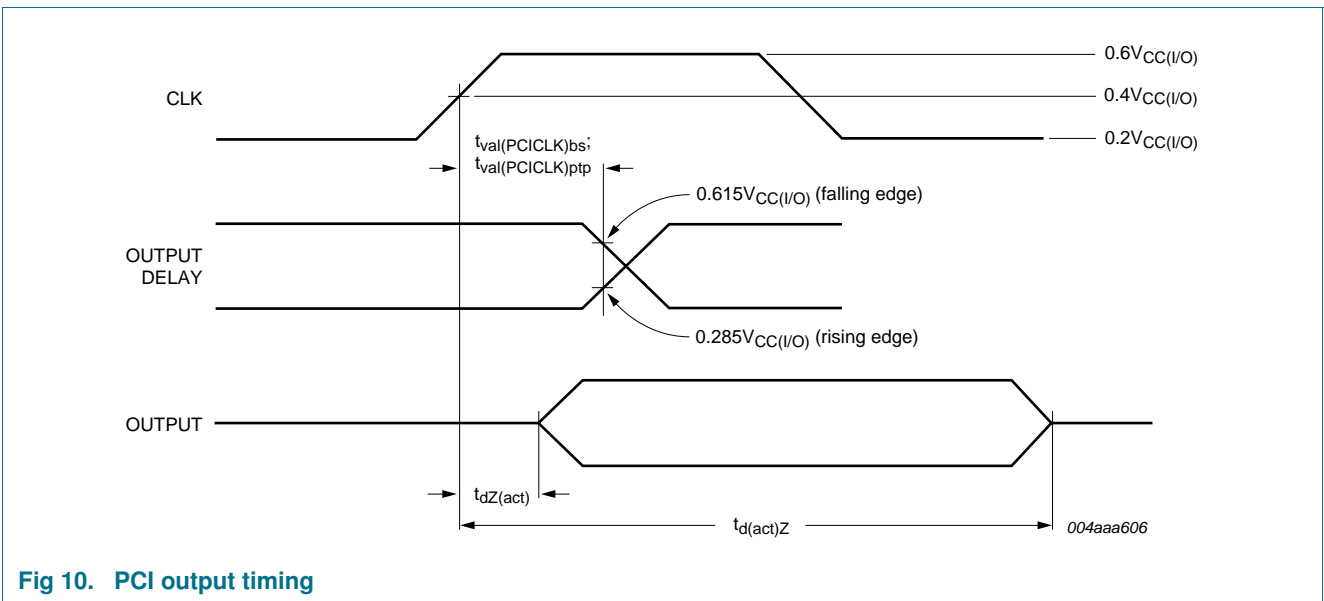 0.6VCC(I/O)
CLK
0.4VCC(I/O)
0.2VCC(I/O)
tval(PCICLK)bs;
tval(PCICLK)ptp
0.615VCC(I/O) (falling edge)
OUTPUT
DELAY
0.285VCC(I/O) (rising edge)
OUTPUT
tdZ(act)
td(act)Z
004aaa606
Fig 10. PCI output timing